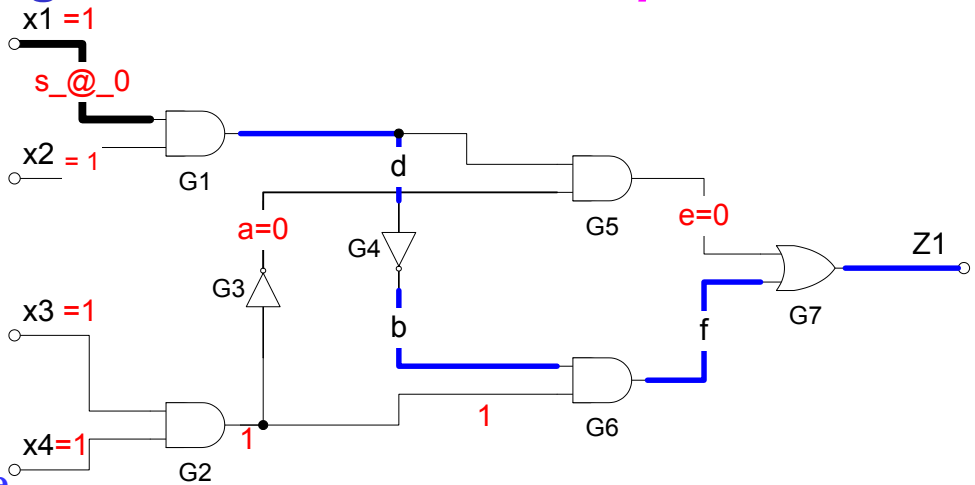 x1 =1
s_@_0
x2 = 1
G1
d
G5
a=0
G4
e=0
Z1
G3
x3 =1
b
f
G7
x4=1
1
1
G2
G6